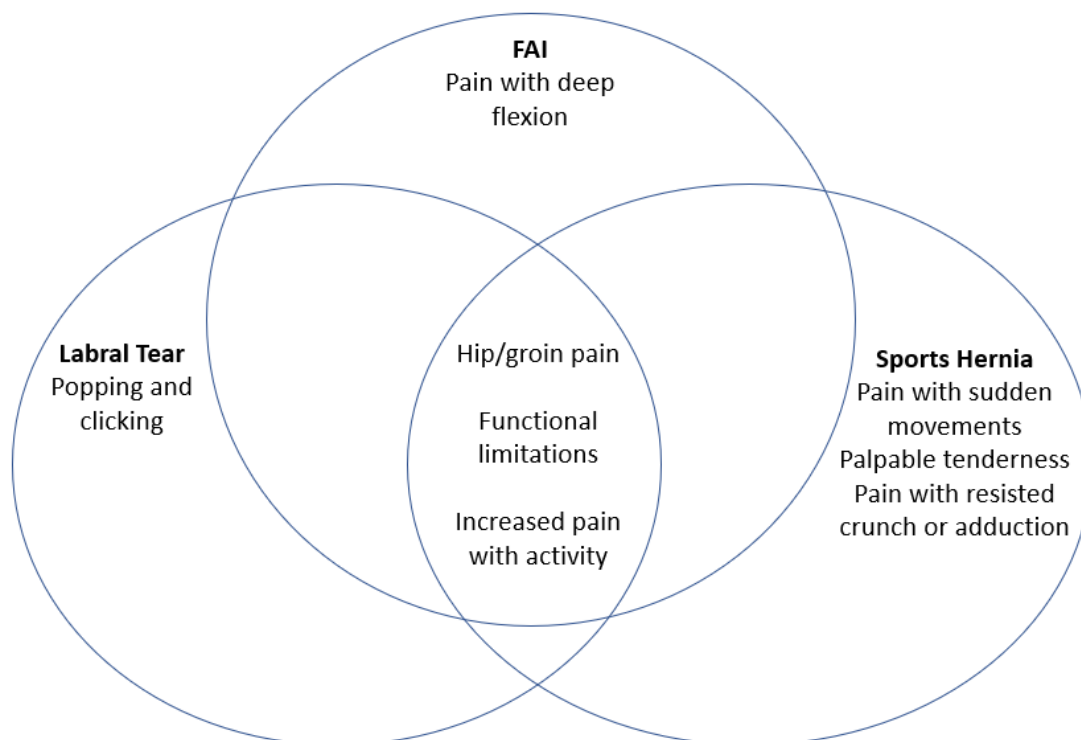 FAI
Pain with deep
flexion
Labral Tear
Popping and
clicking
Hip/groin pain
Functional
limitations
Increased pain
with activity
Sports Hernia
Pain with sudden
movements
Palpable tenderness
Pain with resisted
crunch or adduction